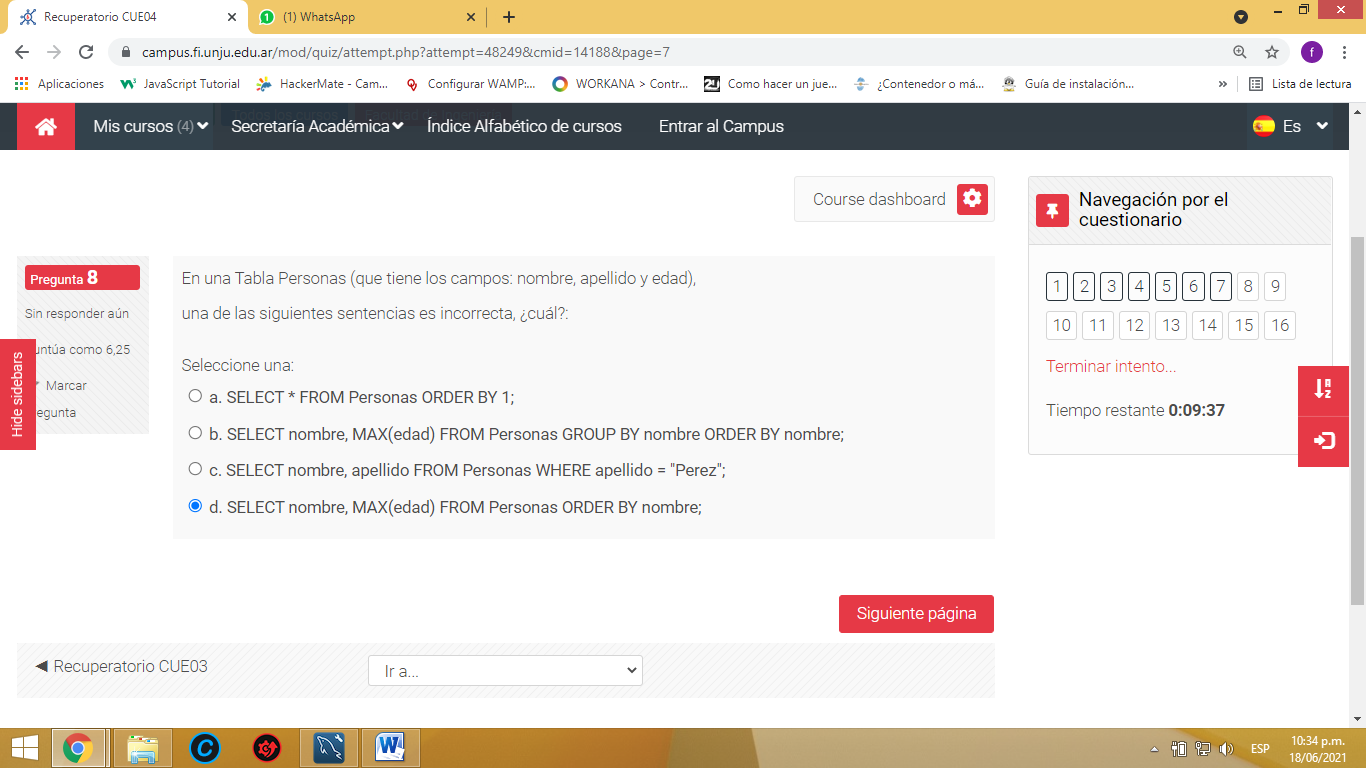 Recuperatorio CUE04
(1) WhatsApp
campus.fi.unju.edu.ar/mod/quiz/attempt.php?attempt=48249&cmid=14188&page=7
f
Aplicaciones
JavaScript Tutorial
HackerMate - Cam...
Configurar WAMP:...
WORKANA > Contr...
Como hacer un jue...
¿Contenedor o má...
Guía de instalación...
»
Lista de lectura
Mis cursos (4)
Secretaría Académica
Índice Alfabético de cursos
Entrar al Campus
Es
Course dashboard
Navegación por el
cuestionario
Pregunta 8
Sin responder aún
untúa como 6,25
Marcar
egunta
Hide sidebars
En una Tabla Personas (que tiene los campos: nombre, apellido y edad),
una de las siguientes sentencias es incorrecta, ¿cuál?:
Seleccione una:
a. SELECT * FROM Personas ORDER BY 1;
b. SELECT nombre, MAX(edad) FROM Personas GROUP BY nombre ORDER BY nombre;
c. SELECT nombre, apellido FROM Personas WHERE apellido = "Perez";
d. SELECT nombre, MAX(edad) FROM Personas ORDER BY nombre;
1 2 3 4 5 6 7 8 9
10 11 12 13 14 15 16
Terminar intento...
Tiempo restante 0:09:37
Siguiente página
◄ Recuperatorio CUE03
Ir a...
ESP
10:34 p.m.
18/06/2021